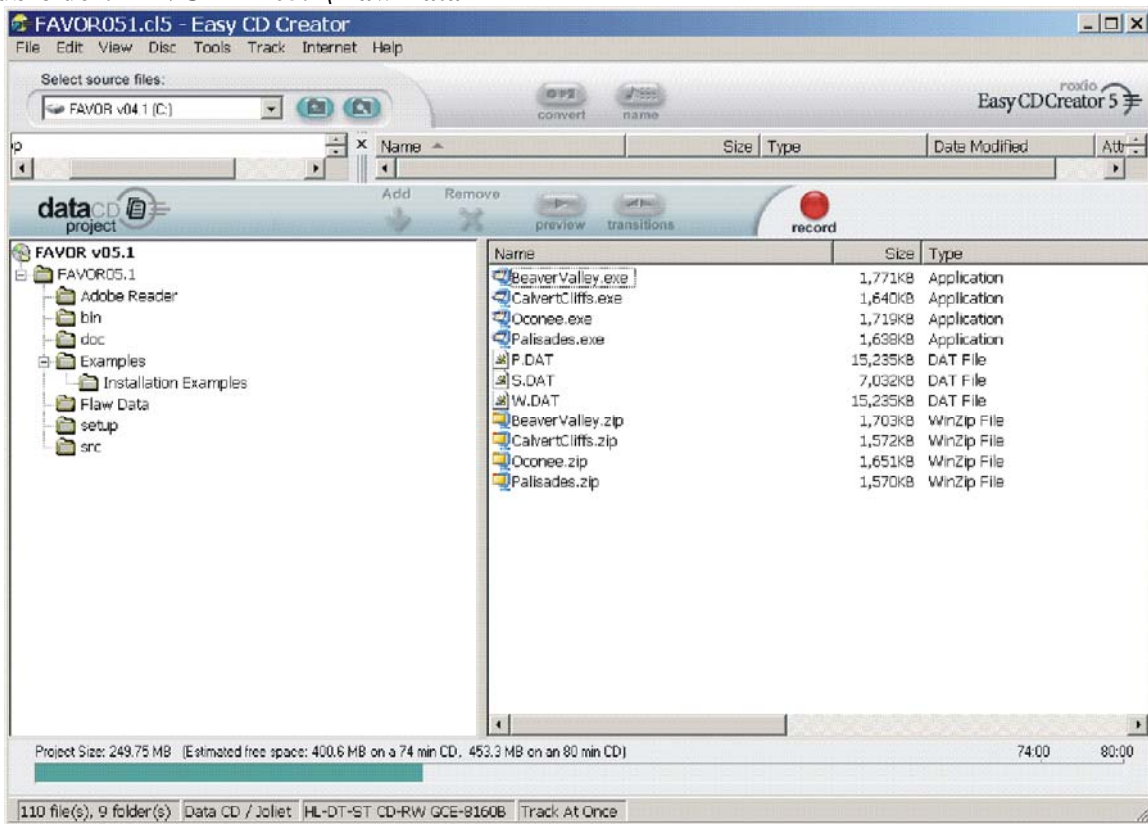 FAVOR051.cl5 - Easy CD Creator
File Edit View Disc Tools Track Internet Help
Select source files:
FAVOR v04.1 (C:)
convert name
roxio
Easy CD Creator 5
p
x Name Size Type Date Modified Attr
Add Remove
datacd project
preview transitions
record
FAVOR v05.1
FAVOR05.1
Adobe Reader
bin
doc
Examples
Installation Examples
Flaw Data
setup
src
Name Size Type
BeaverValley.exe 1,771KB Application
CalvertCliffs.exe 1,640KB Application
Oconee.exe 1,719KB Application
Palisades.exe 1,638KB Application
P.DAT 15,235KB DAT File
S.DAT 7,032KB DAT File
W.DAT 15,235KB DAT File
BeaverValley.zip 1,703KB WinZip File
CalvertCliffs.zip 1,572KB WinZip File
Oconee.zip 1,651KB WinZip File
Palisades.zip 1,570KB WinZip File
Project Size: 249.75 MB (Estimated free space: 400.6 MB on a 74 min CD, 453.3 MB on an 80 min CD)
74:00 80:00
110 file(s), 9 folder(s) Data CD / Joliet HL-DT-ST CD-RW GCE-8160B Track At Once